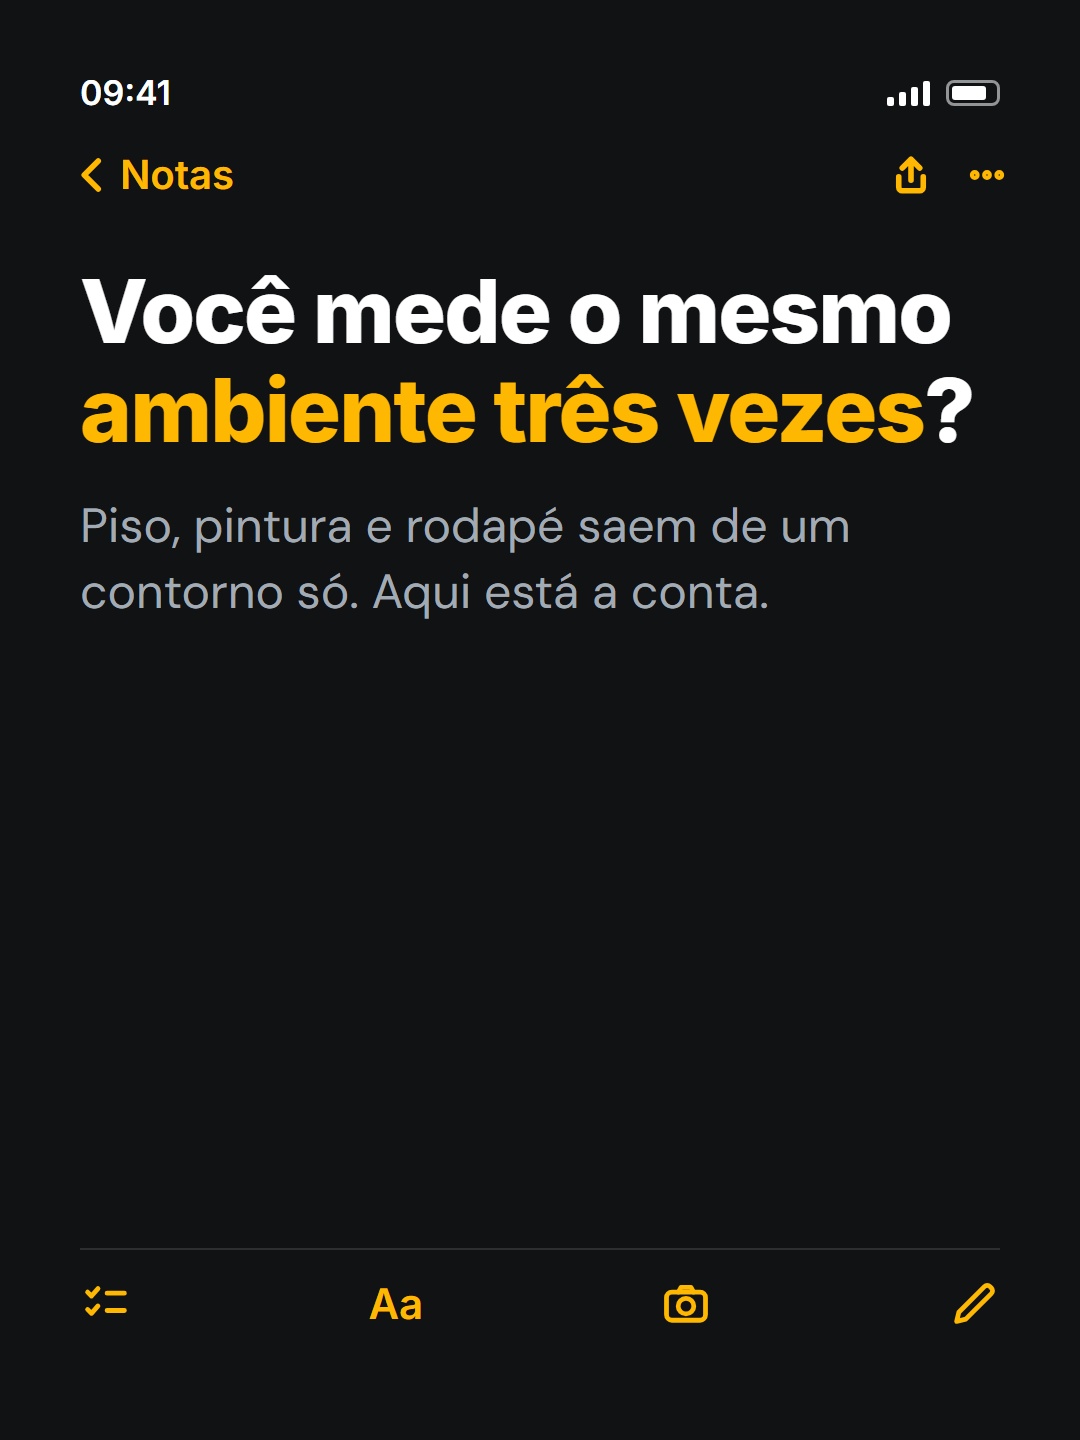 09:41
Notas
Você mede o mesmo
ambiente três vezes?
Piso, pintura e rodapé saem de um
contorno só. Aqui está a conta.
Aa